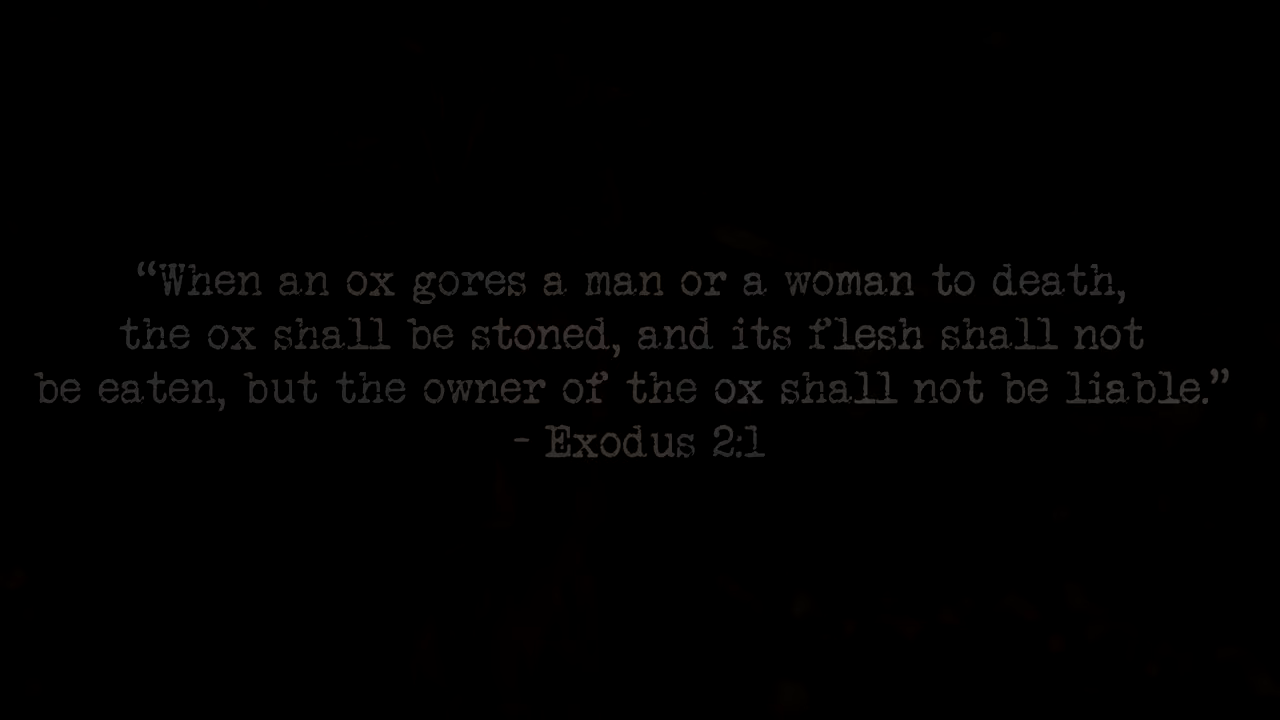 “When an ox gores a man or a woman to death,
the ox shall be stoned, and its flesh shall not
be eaten, but the owner of the ox shall not be liable.”
- Exodus 2:1